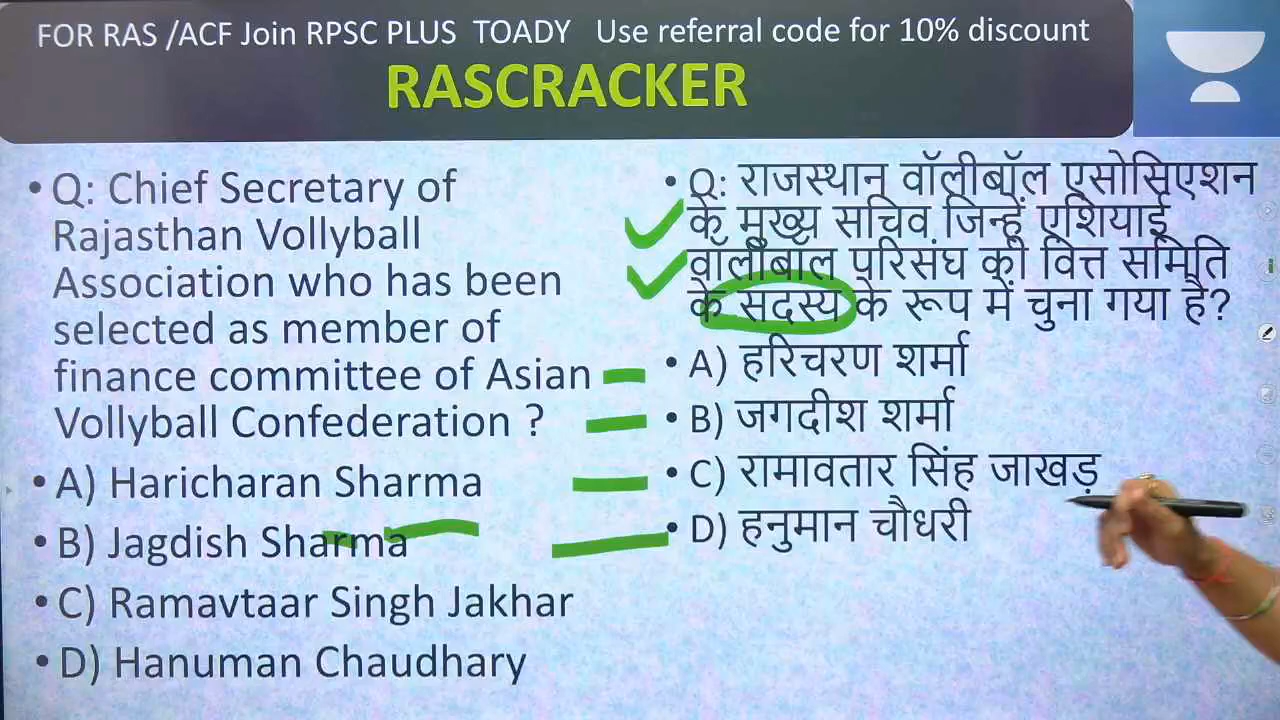 FOR RAS /ACF Join RPSC PLUS TOADY Use referral code for 10% discount
RASCRACKER
• Q: Chief Secretary of
Rajasthan Vollyball
Association who has been
selected as member of
finance committee of Asian
Vollyball Confederation ?
• A) Haricharan Sharma
• B) Jagdish Sharma
• C) Ramavtaar Singh Jakhar
• D) Hanuman Chaudhary
• Q: राजस्थान वॉलीबॉल एसोसिएशन
के मुख्य सचिव जिन्हें एशियाई
वॉलीबॉल परिसंघ की वित्त समिति
के सदस्य के रूप में चुना गया है?
• A) हरिचरण शर्मा
• B) जगदीश शर्मा
• C) रामावतार सिंह जाखड़
• D) हनुमान चौधरी